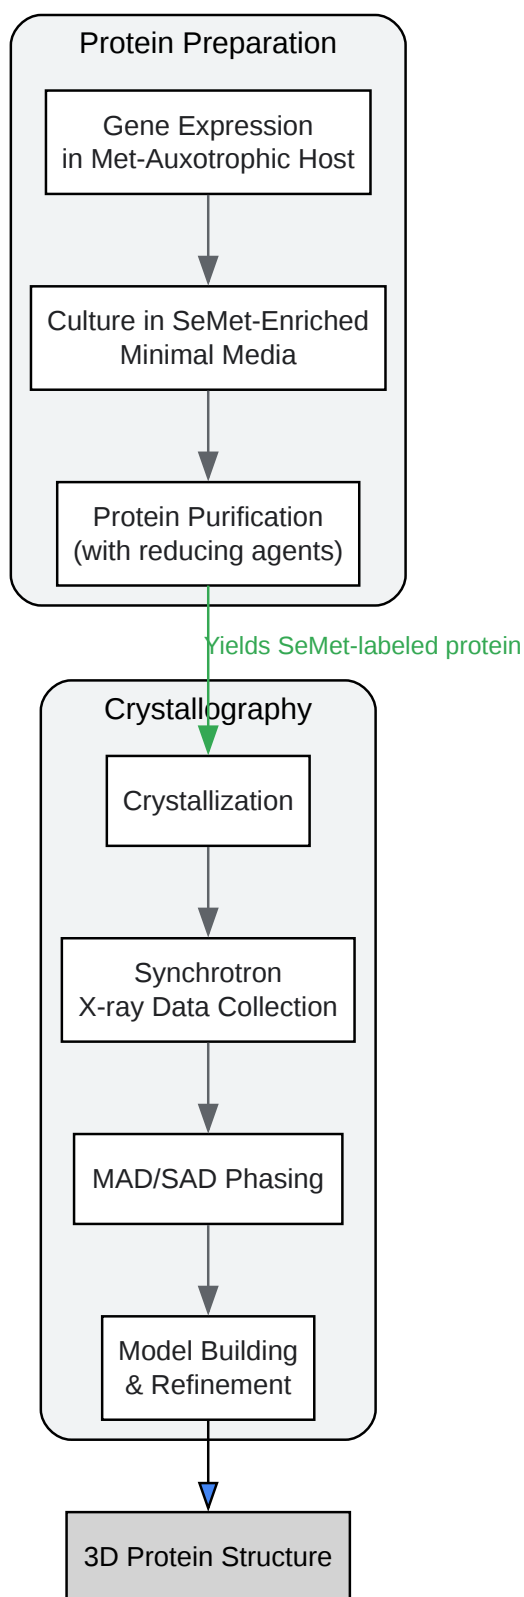 Protein Preparation
Gene Expression
in Met-Auxotrophic Host
Culture in SeMet-Enriched
Minimal Media
Protein Purification
(with reducing agents)
Yields SeMet-labeled protein
Crystallography
Crystallization
Synchrotron
X-ray Data Collection
MAD/SAD Phasing
Model Building
& Refinement
3D Protein Structure